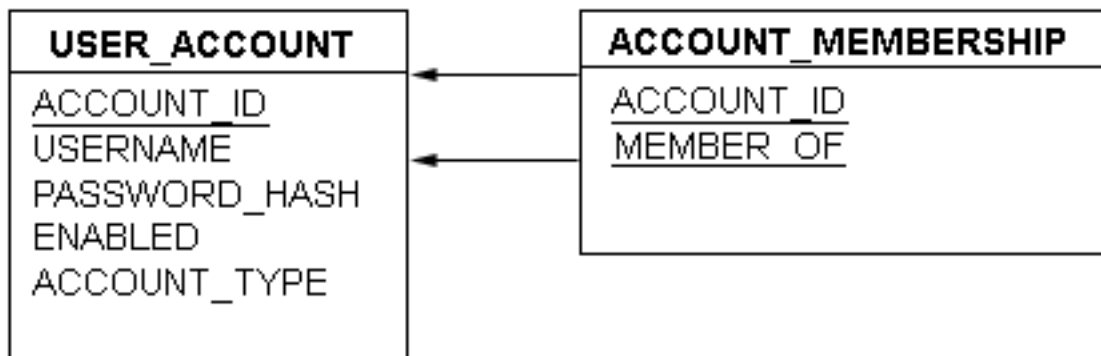 USER_ACCOUNT
ACCOUNT_ID
USERNAME
PASSWORD_HASH
ENABLED
ACCOUNT_TYPE
ACCOUNT_MEMBERSHIP
ACCOUNT_ID
MEMBER_OF